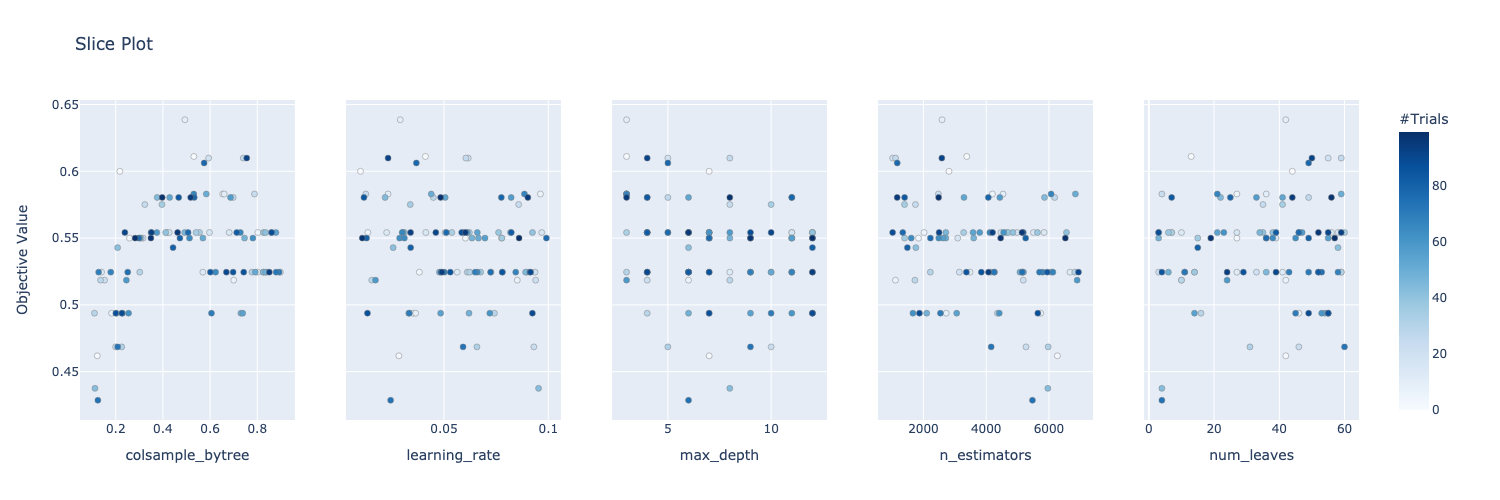 Slice Plot
Objective Value
0.65
0.6
0.55
0.5
0.45
0.2 0.4 0.6 0.8
colsample_bytree
0.05 0.1
learning_rate
5 10
max_depth
2000 4000 6000
n_estimators
0 20 40 60
num_leaves
#Trials
80
60
40
20
0